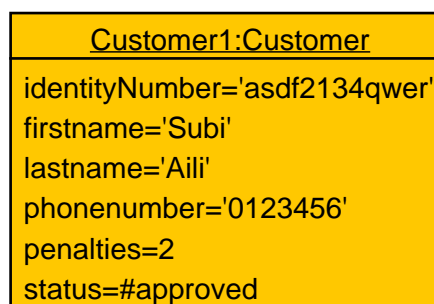 Customer1:Customer
identityNumber='asdf2134qwer'
firstname='Subi'
lastname='Aili'
phonenumber='0123456'
penalties=2
status=#approved